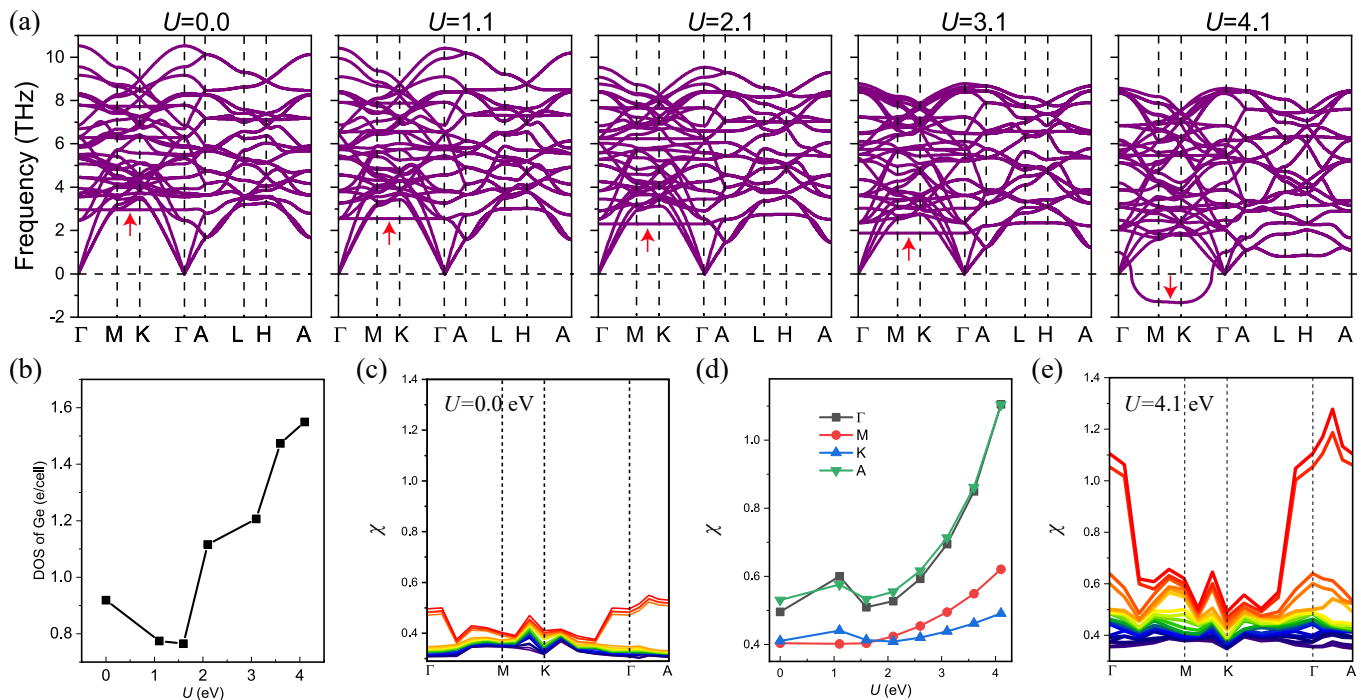 (a) U=0.0 U=1.1 U=2.1 U=3.1 U=4.1
Frequency (THz)
10
8
6
4
2
0
-2
Γ M K Γ A L H A Γ M K Γ A L H A Γ M K Γ A L H A Γ M K Γ A L H A Γ M K Γ A L H A
(b)
DOS of Ge (e/cell)
1.6
1.4
1.2
1.0
0.8
0 1 2 3 4
U (eV)
(c)
U=0.0 eV
χ
1.4
1.2
1.0
0.8
0.6
0.4
Γ M K Γ A
(d)
χ
1.0
0.8
0.6
0.4
Γ
M
K
A
0 1 2 3 4
U (eV)
(e)
U=4.1 eV
χ
1.4
1.2
1.0
0.8
0.6
0.4
Γ M K Γ A